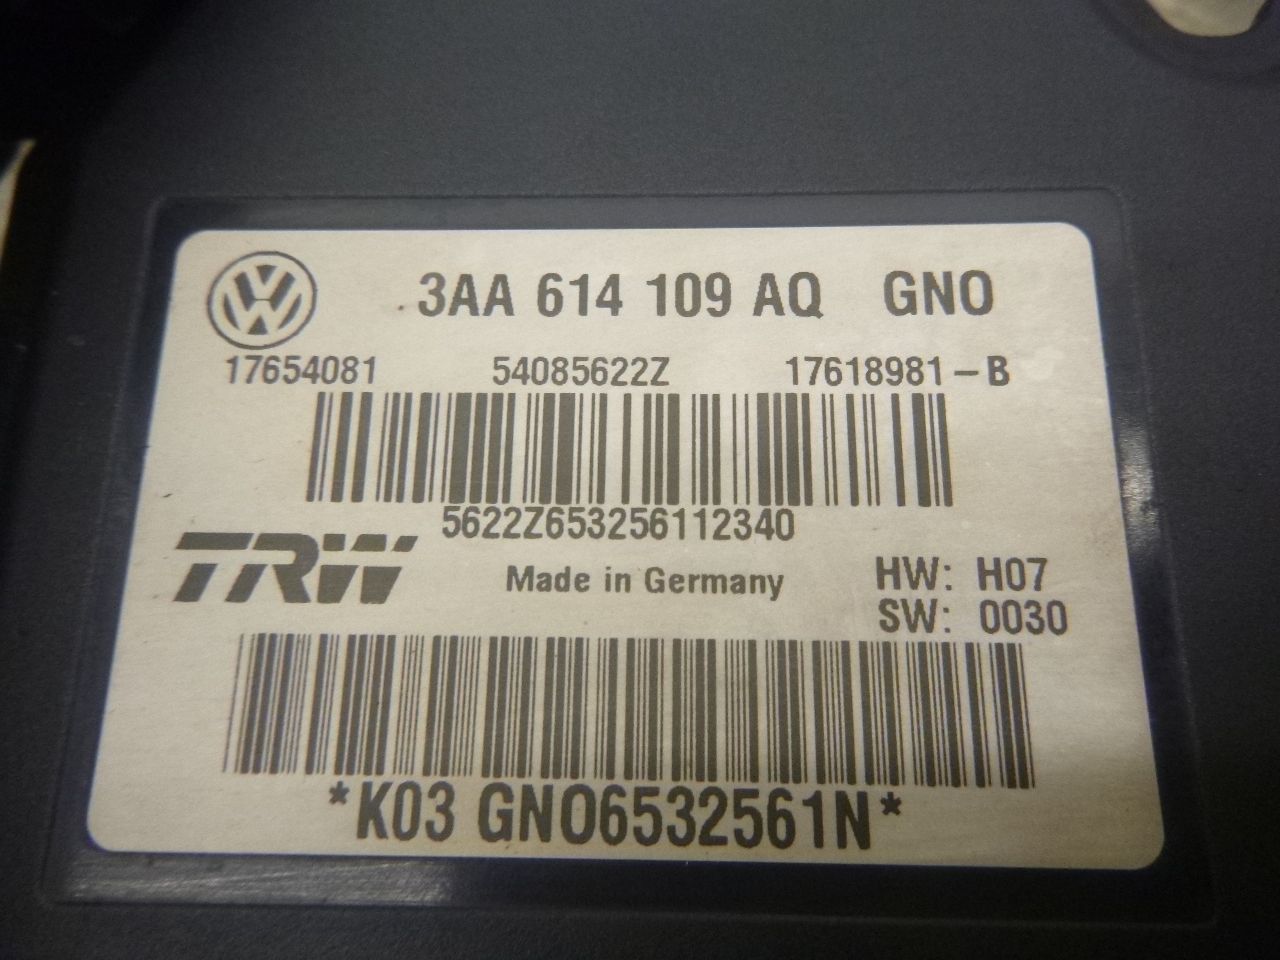 3AA 614 109 AQ GNO
17654081 54085622Z 17618981-B
5622Z653256112340
TRW Made in Germany HW: H07
SW: 0030
*K03 GNO6532561N*